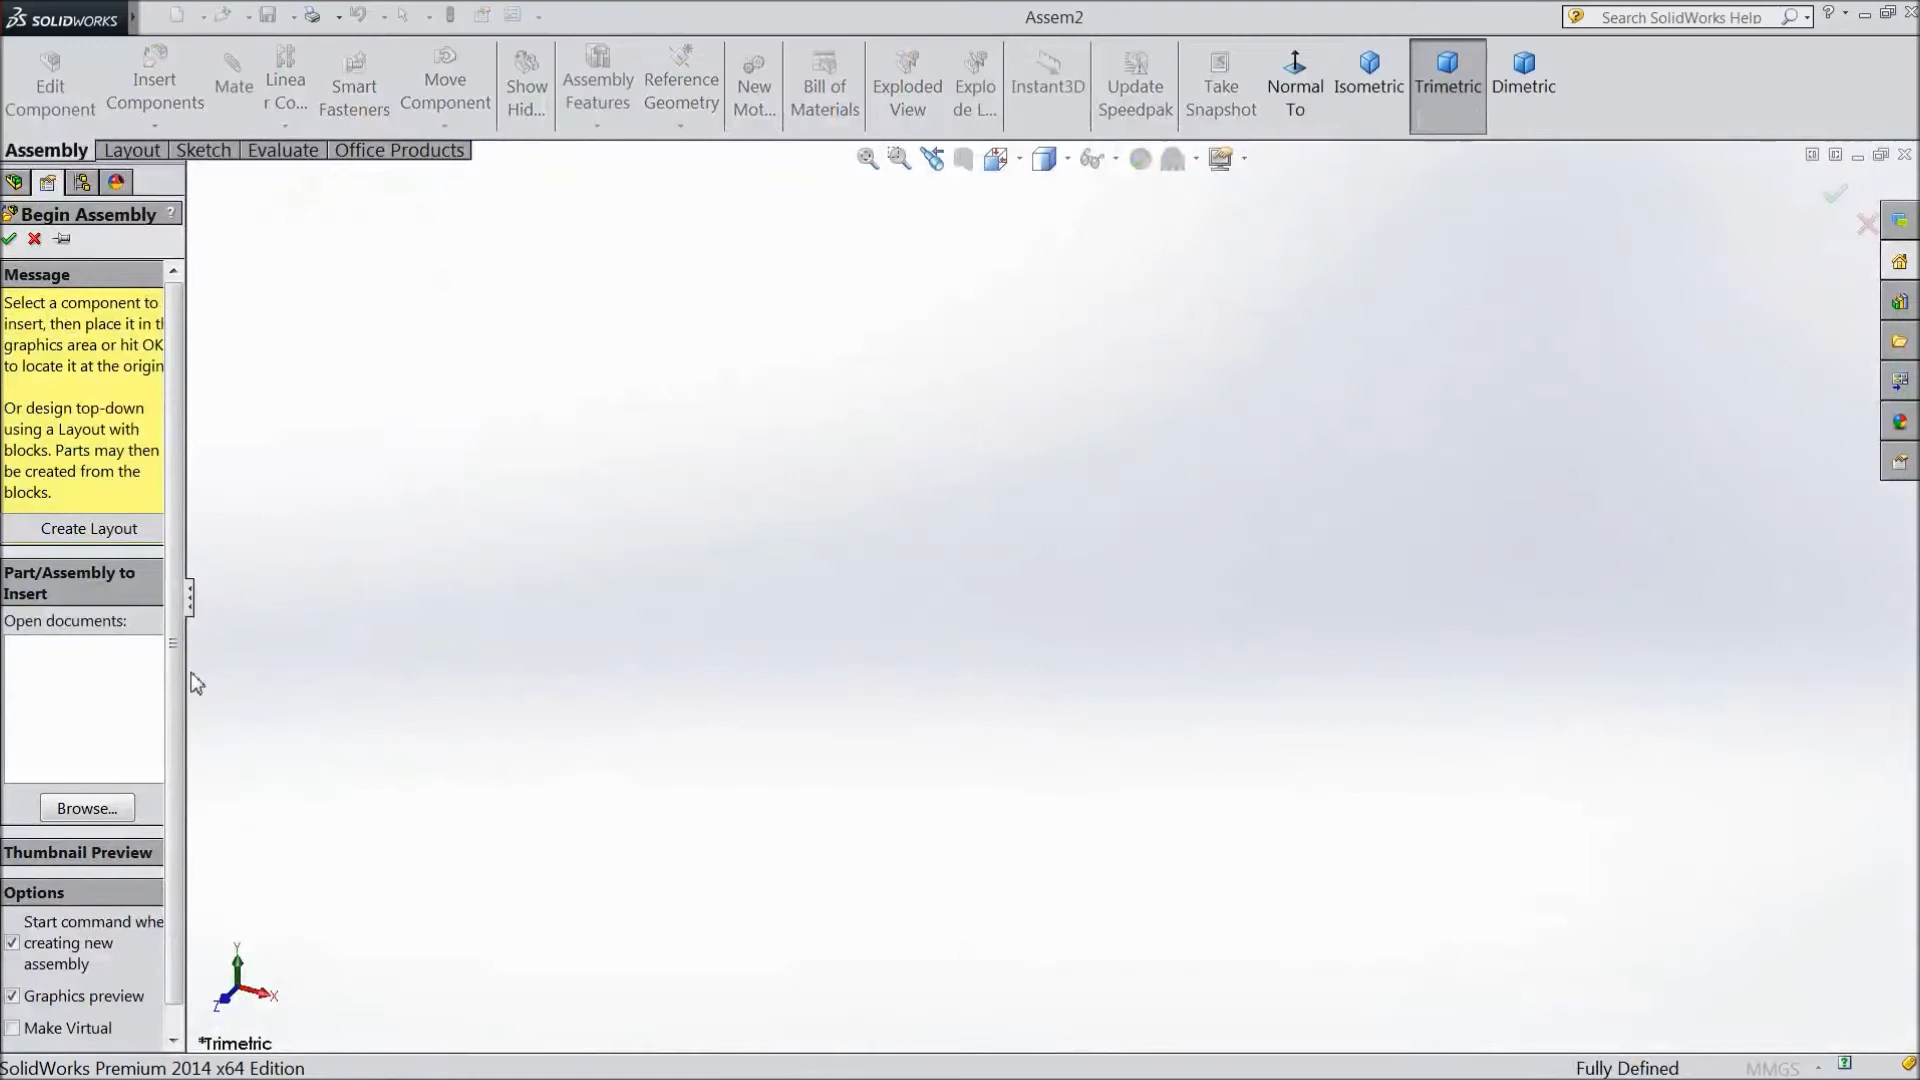 SOLIDWORKS
Assem2
Search SolidWorks Help
Edit
Component
Insert
Components
Mate
Linea
r Co...
Smart
Fasteners
Move
Component
Show
Hid...
Assembly
Features
Reference
Geometry
New
Mot...
Bill of
Materials
Exploded
View
Explo
de L...
Instant3D
Update
Speedpak
Take
Snapshot
Normal
To
Isometric
Trimetric
Dimetric
Assembly
Layout
Sketch
Evaluate
Office Products
Begin Assembly
?
Message
Select a component to
insert, then place it in th
graphics area or hit OK
to locate it at the origin
Or design top-down
using a Layout with
blocks. Parts may then
be created from the
blocks.
Create Layout
Part/Assembly to
Insert
Open documents:
Browse...
Thumbnail Preview
Options
Start command whe
creating new
assembly
Graphics preview
Make Virtual
Y
X
Z
*Trimetric
SolidWorks Premium 2014 x64 Edition
Fully Defined
MMGS